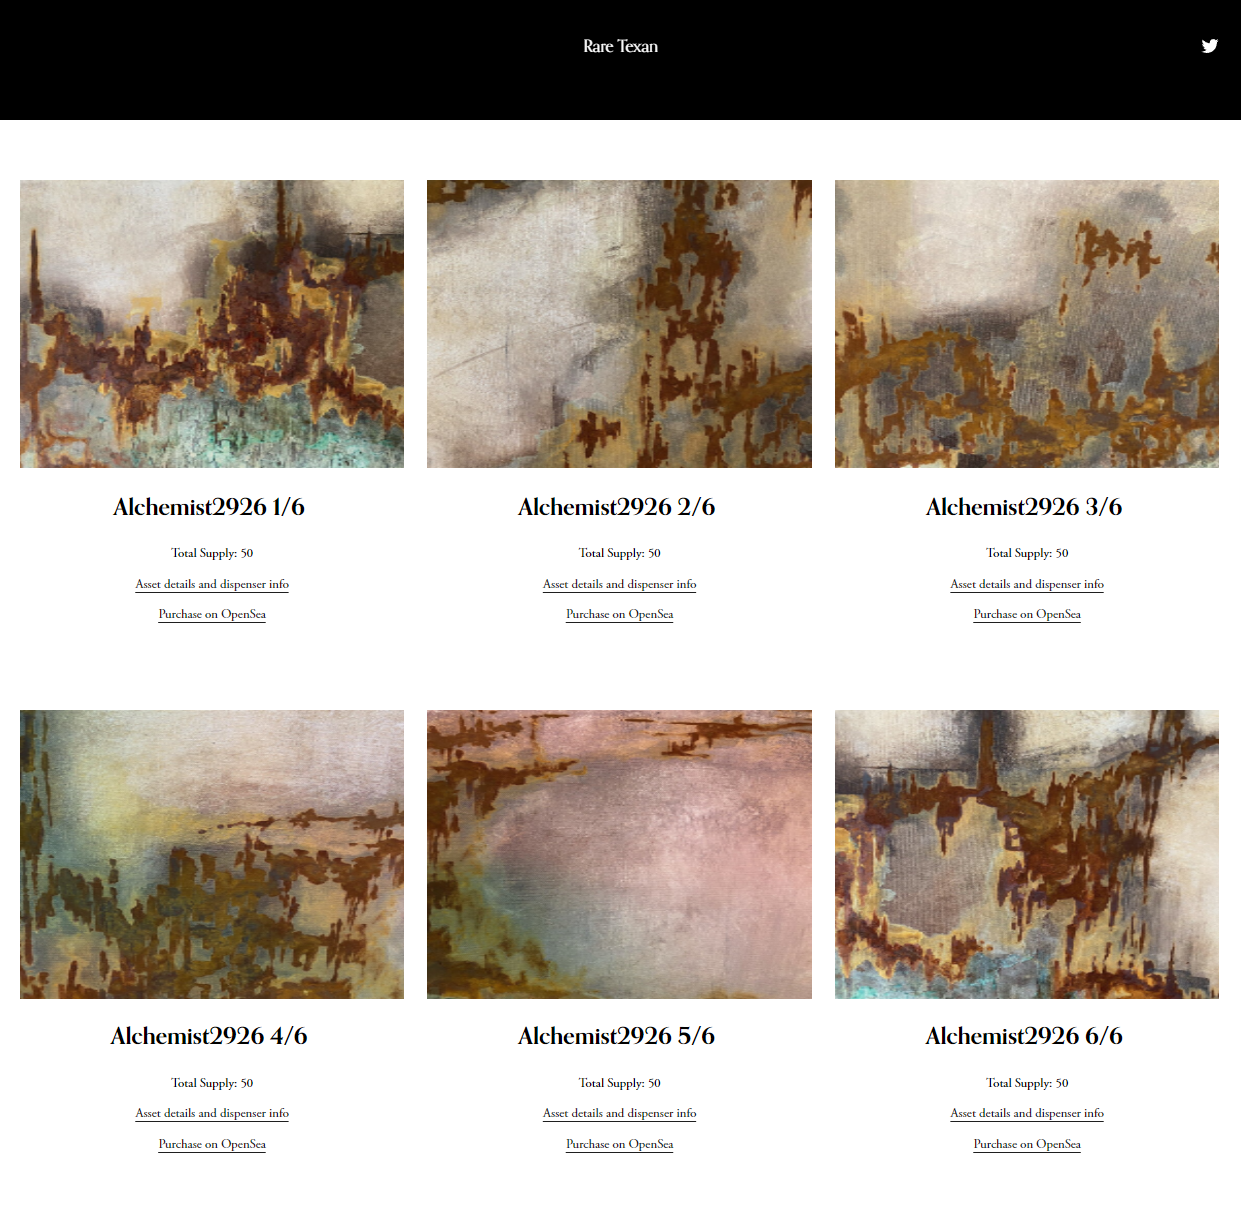 Rare Texan
Alchemist2926 1/6
Total Supply: 50
Asset details and dispenser info
Purchase on OpenSea
Alchemist2926 2/6
Total Supply: 50
Asset details and dispenser info
Purchase on OpenSea
Alchemist2926 3/6
Total Supply: 50
Asset details and dispenser info
Purchase on OpenSea
Alchemist2926 4/6
Total Supply: 50
Asset details and dispenser info
Purchase on OpenSea
Alchemist2926 5/6
Total Supply: 50
Asset details and dispenser info
Purchase on OpenSea
Alchemist2926 6/6
Total Supply: 50
Asset details and dispenser info
Purchase on OpenSea